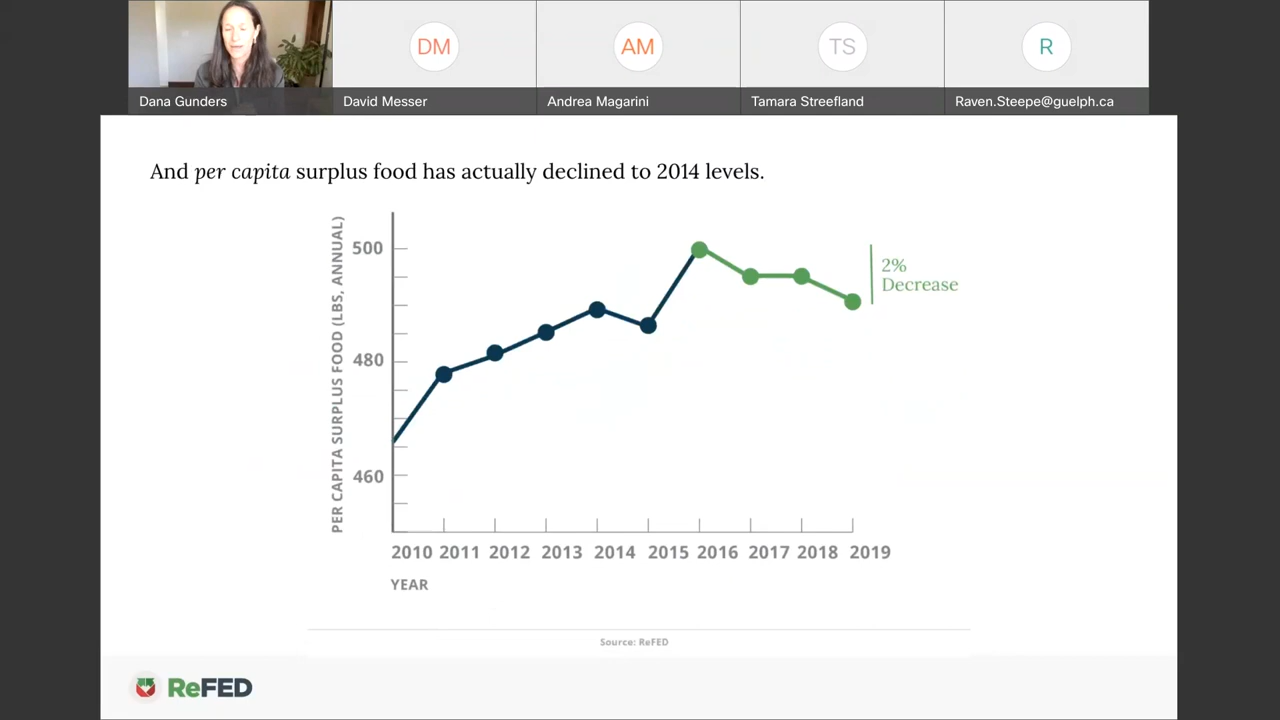 DM
AM
TS
R
Dana Gunders
David Messer
Andrea Magarini
Tamara Streefland
Raven.Steepe@guelph.ca
And per capita surplus food has actually declined to 2014 levels.
PER CAPITA SURPLUS FOOD (LBS, ANNUAL)
500
480
460
2%
Decrease
2010 2011 2012 2013 2014 2015 2016 2017 2018 2019
YEAR
Source: ReFED
ReFED